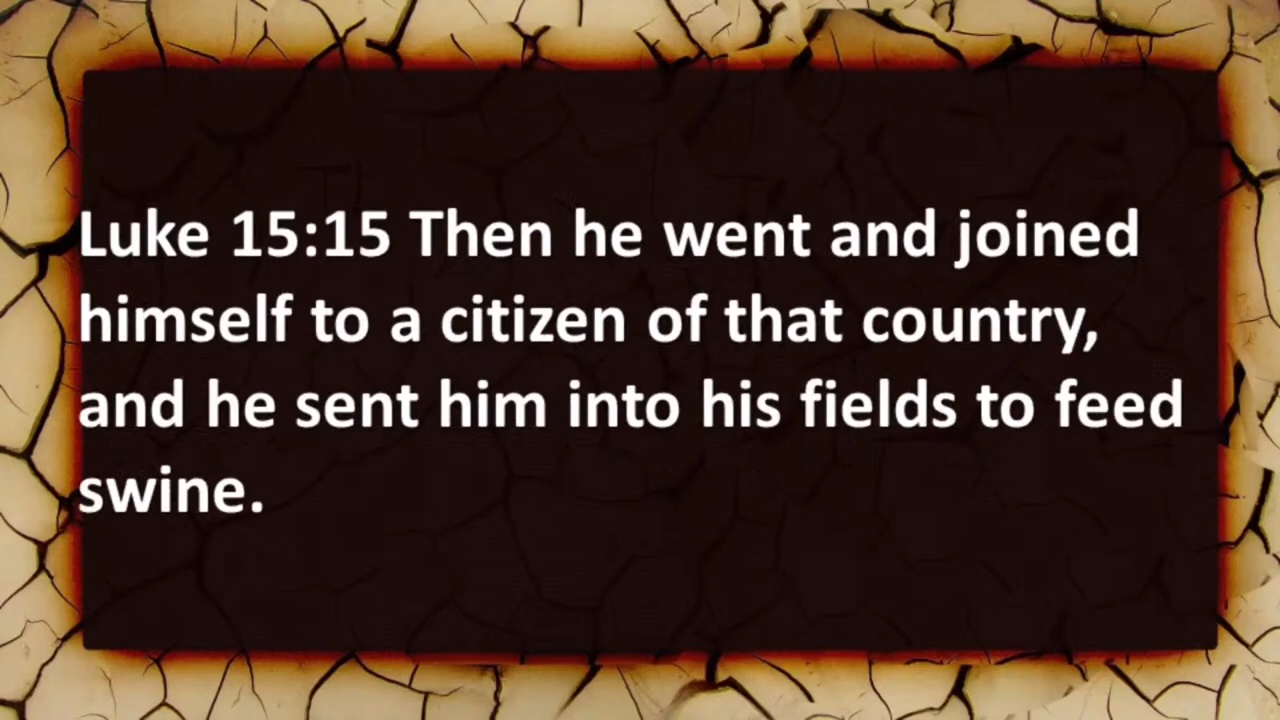 Luke 15:15 Then he went and joined
himself to a citizen of that country,
and he sent him into his fields to feed
swine.